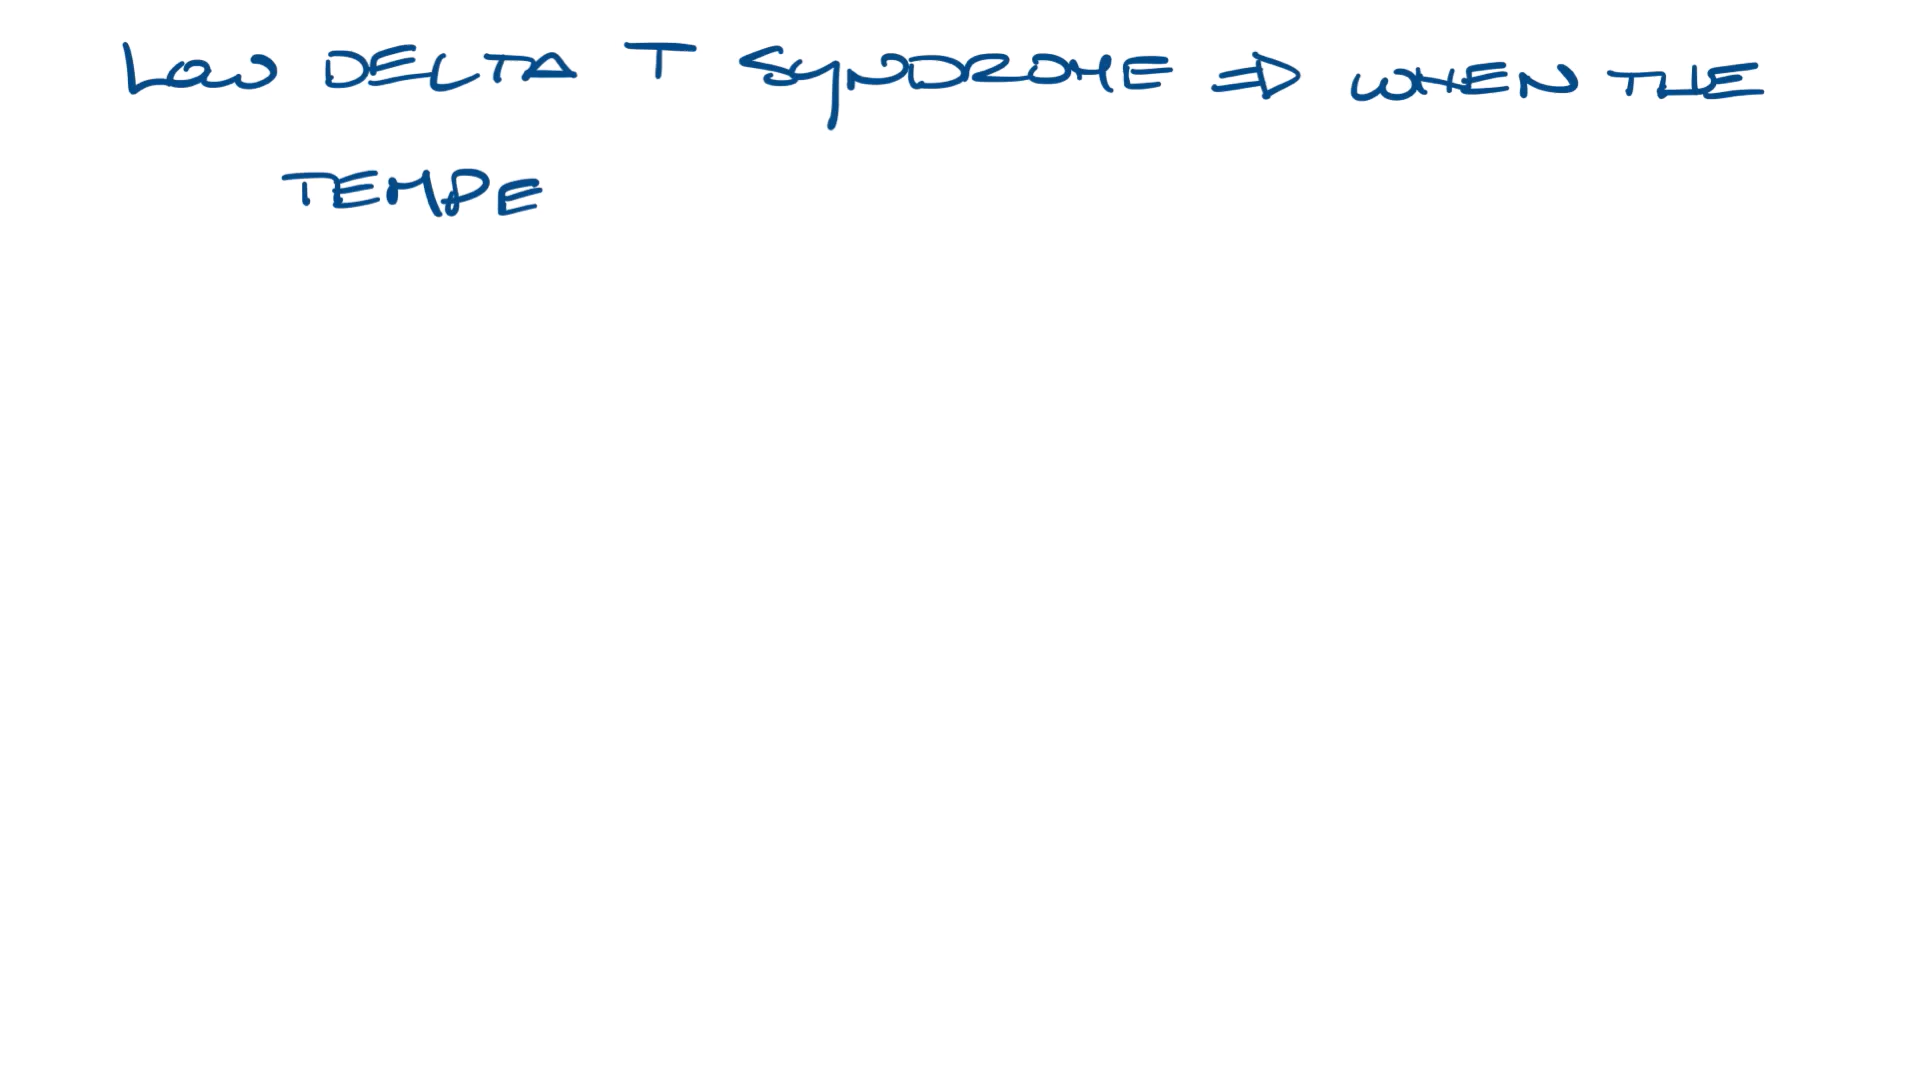 LOW DELTA T SYNDROME ⇒ WHEN THE
TEMPE